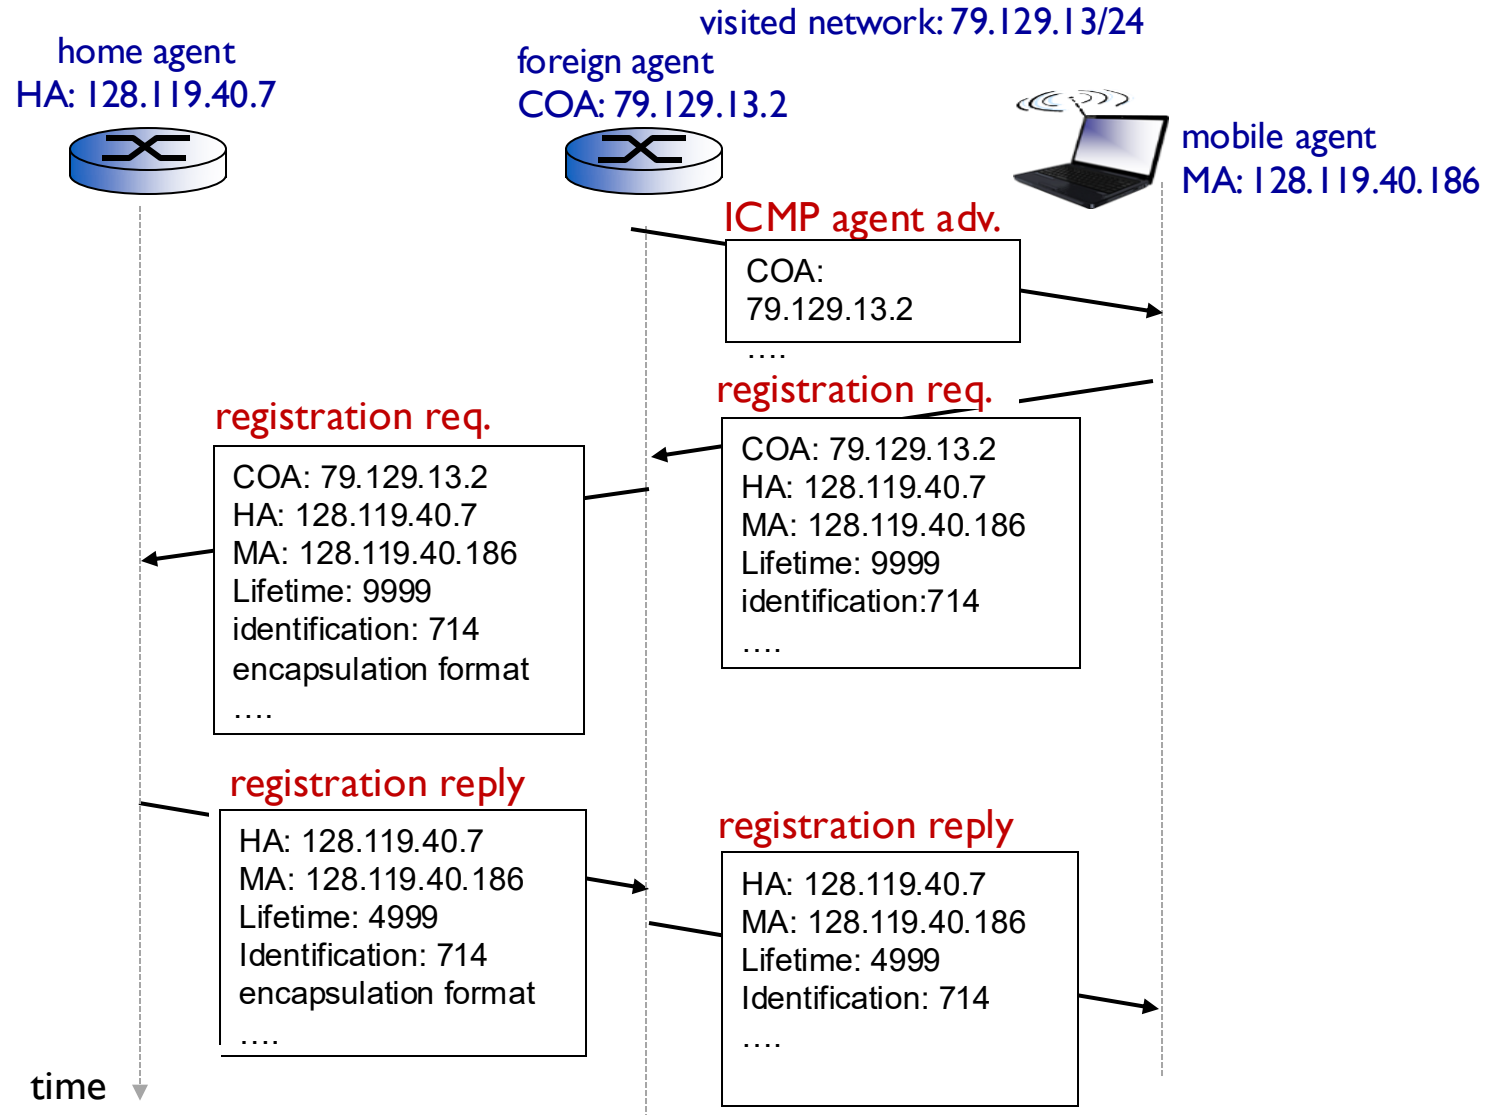 visited network: 79.129.13/24
home agent
HA: 128.119.40.7
foreign agent
COA: 79.129.13.2
mobile agent
MA: 128.119.40.186
ICMP agent adv.
COA:
79.129.13.2
….
registration req.
COA: 79.129.13.2
HA: 128.119.40.7
MA: 128.119.40.186
Lifetime: 9999
identification:714
….
registration req.
COA: 79.129.13.2
HA: 128.119.40.7
MA: 128.119.40.186
Lifetime: 9999
identification: 714
encapsulation format
….
registration reply
HA: 128.119.40.7
MA: 128.119.40.186
Lifetime: 4999
Identification: 714
encapsulation format
….
registration reply
HA: 128.119.40.7
MA: 128.119.40.186
Lifetime: 4999
Identification: 714
….
time